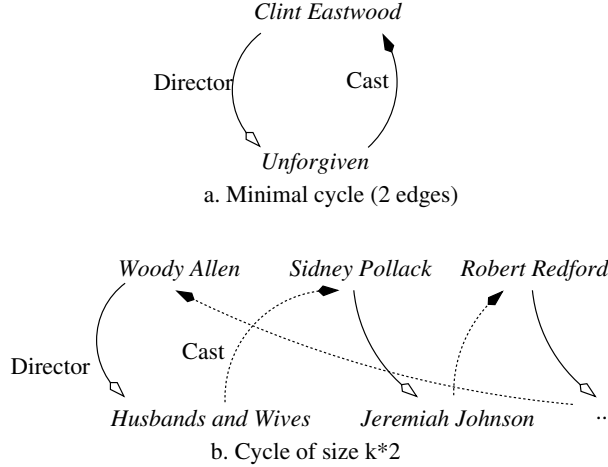 Clint Eastwood
Director
Cast
Unforgiven
a. Minimal cycle (2 edges)
Woody Allen
Sidney Pollack
Robert Redford
Director
Cast
Husbands and Wives
Jeremiah Johnson
..
b. Cycle of size k*2